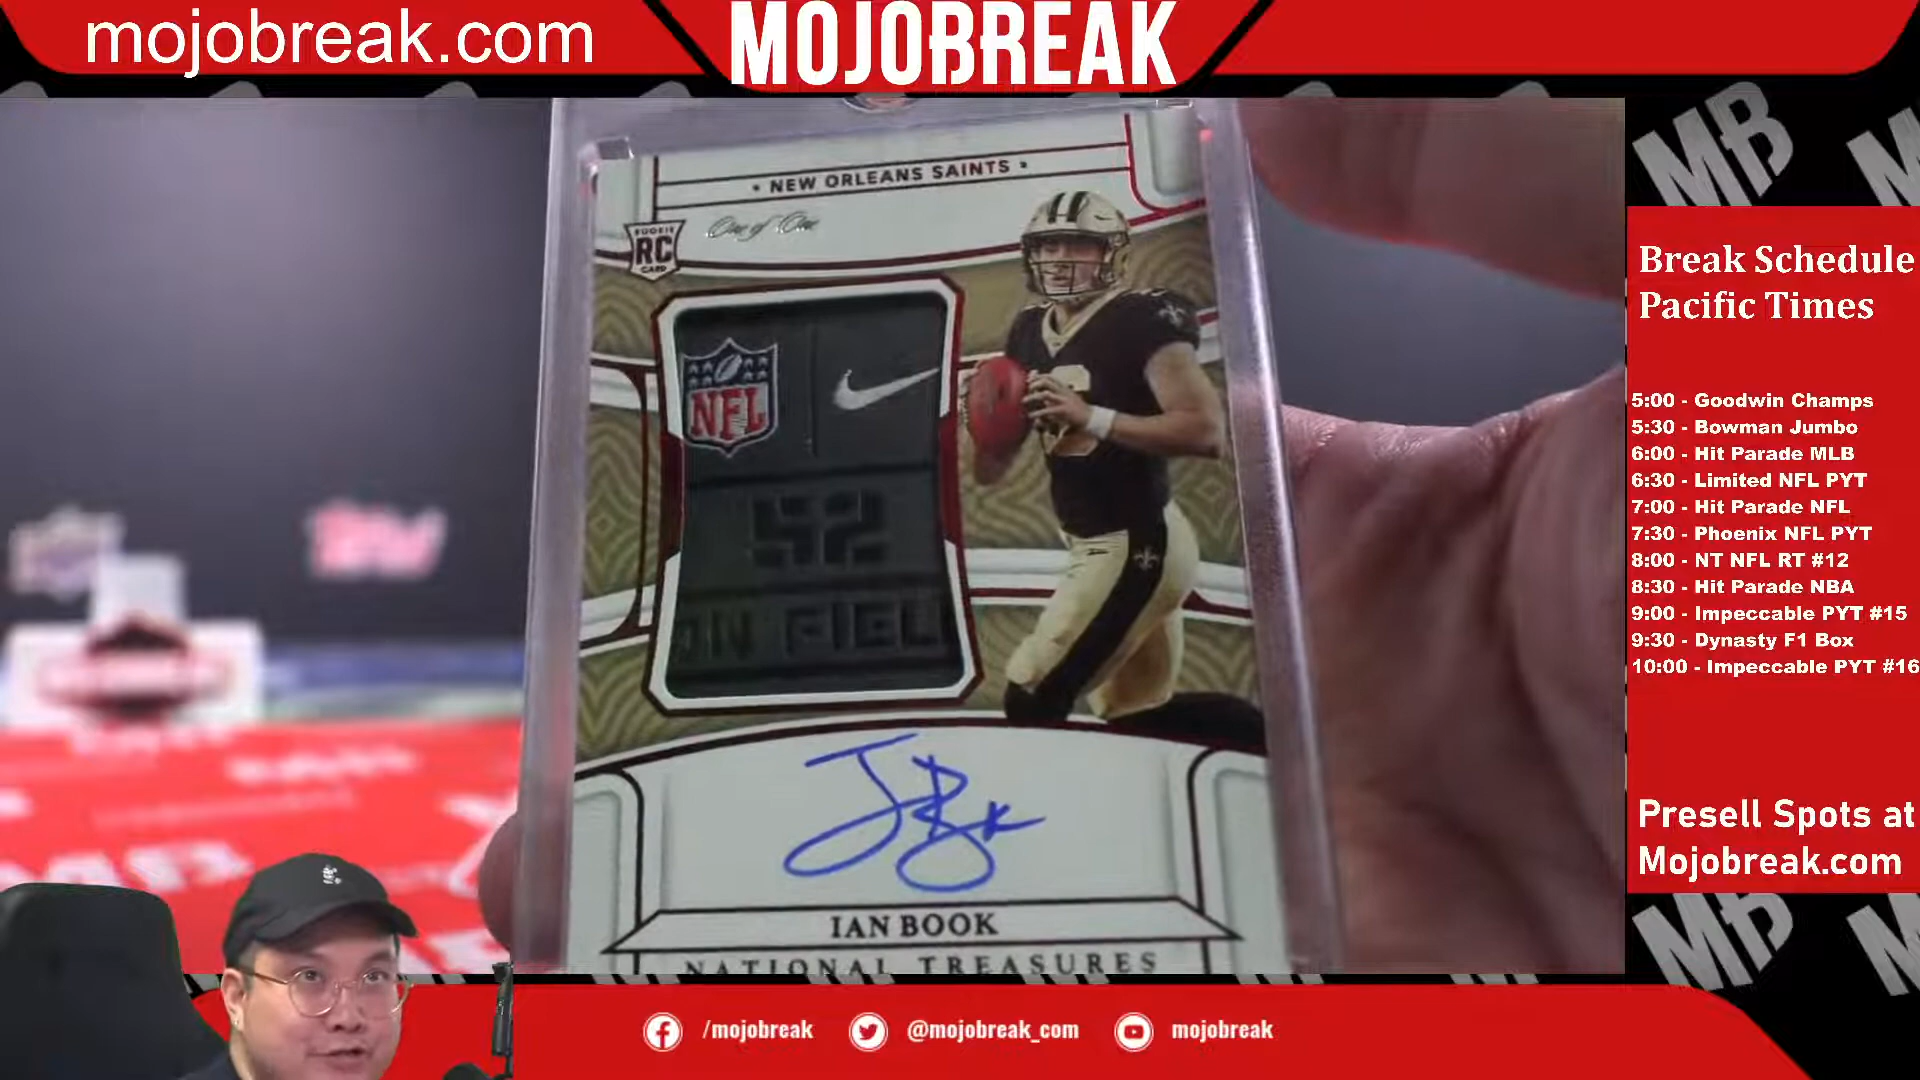 mojobreak.com
MOJOBREAK
• NEW ORLEANS SAINTS •
ROOKIE
RC
CARD
One of One
NFL
52
ON FIEL
IAN BOOK
NATIONAL TREASURES
Break Schedule
Pacific Times
5:00 - Goodwin Champs
5:30 - Bowman Jumbo
6:00 - Hit Parade MLB
6:30 - Limited NFL PYT
7:00 - Hit Parade NFL
7:30 - Phoenix NFL PYT
8:00 - NT NFL RT #12
8:30 - Hit Parade NBA
9:00 - Impeccable PYT #15
9:30 - Dynasty F1 Box
10:00 - Impeccable PYT #16
Presell Spots at
Mojobreak.com
MB
MB
/mojobreak
@mojobreak_com
mojobreak